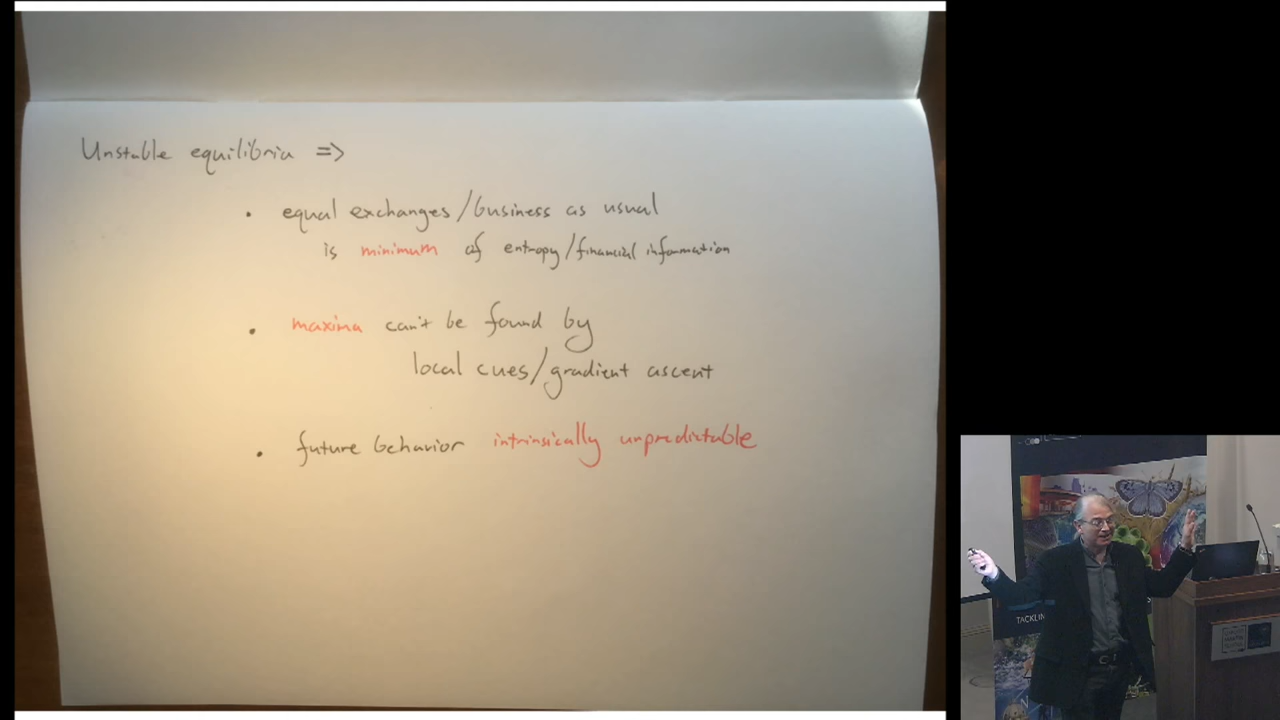 Unstable equilibria =>
• equal exchanges/business as usual
is minimum of entropy/financial information
• maxima can't be found by
local cues/gradient ascent
• future behavior intrinsically unpredictable
TACKLIN